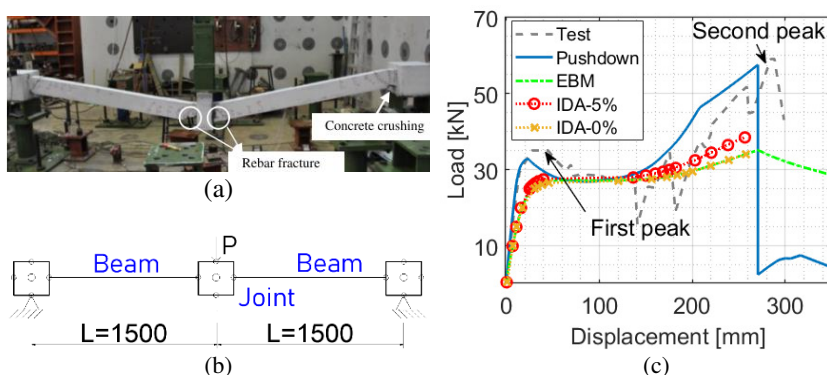 Concrete crushing
Rebar fracture
(a)
P
Beam
Beam
Joint
L=1500
L=1500
(b)
70
50
30
10
Load [kN]
Test
Pushdown
EBM
IDA-5%
IDA-0%
Second peak
First peak
0
100
200
300
Displacement [mm]
(c)